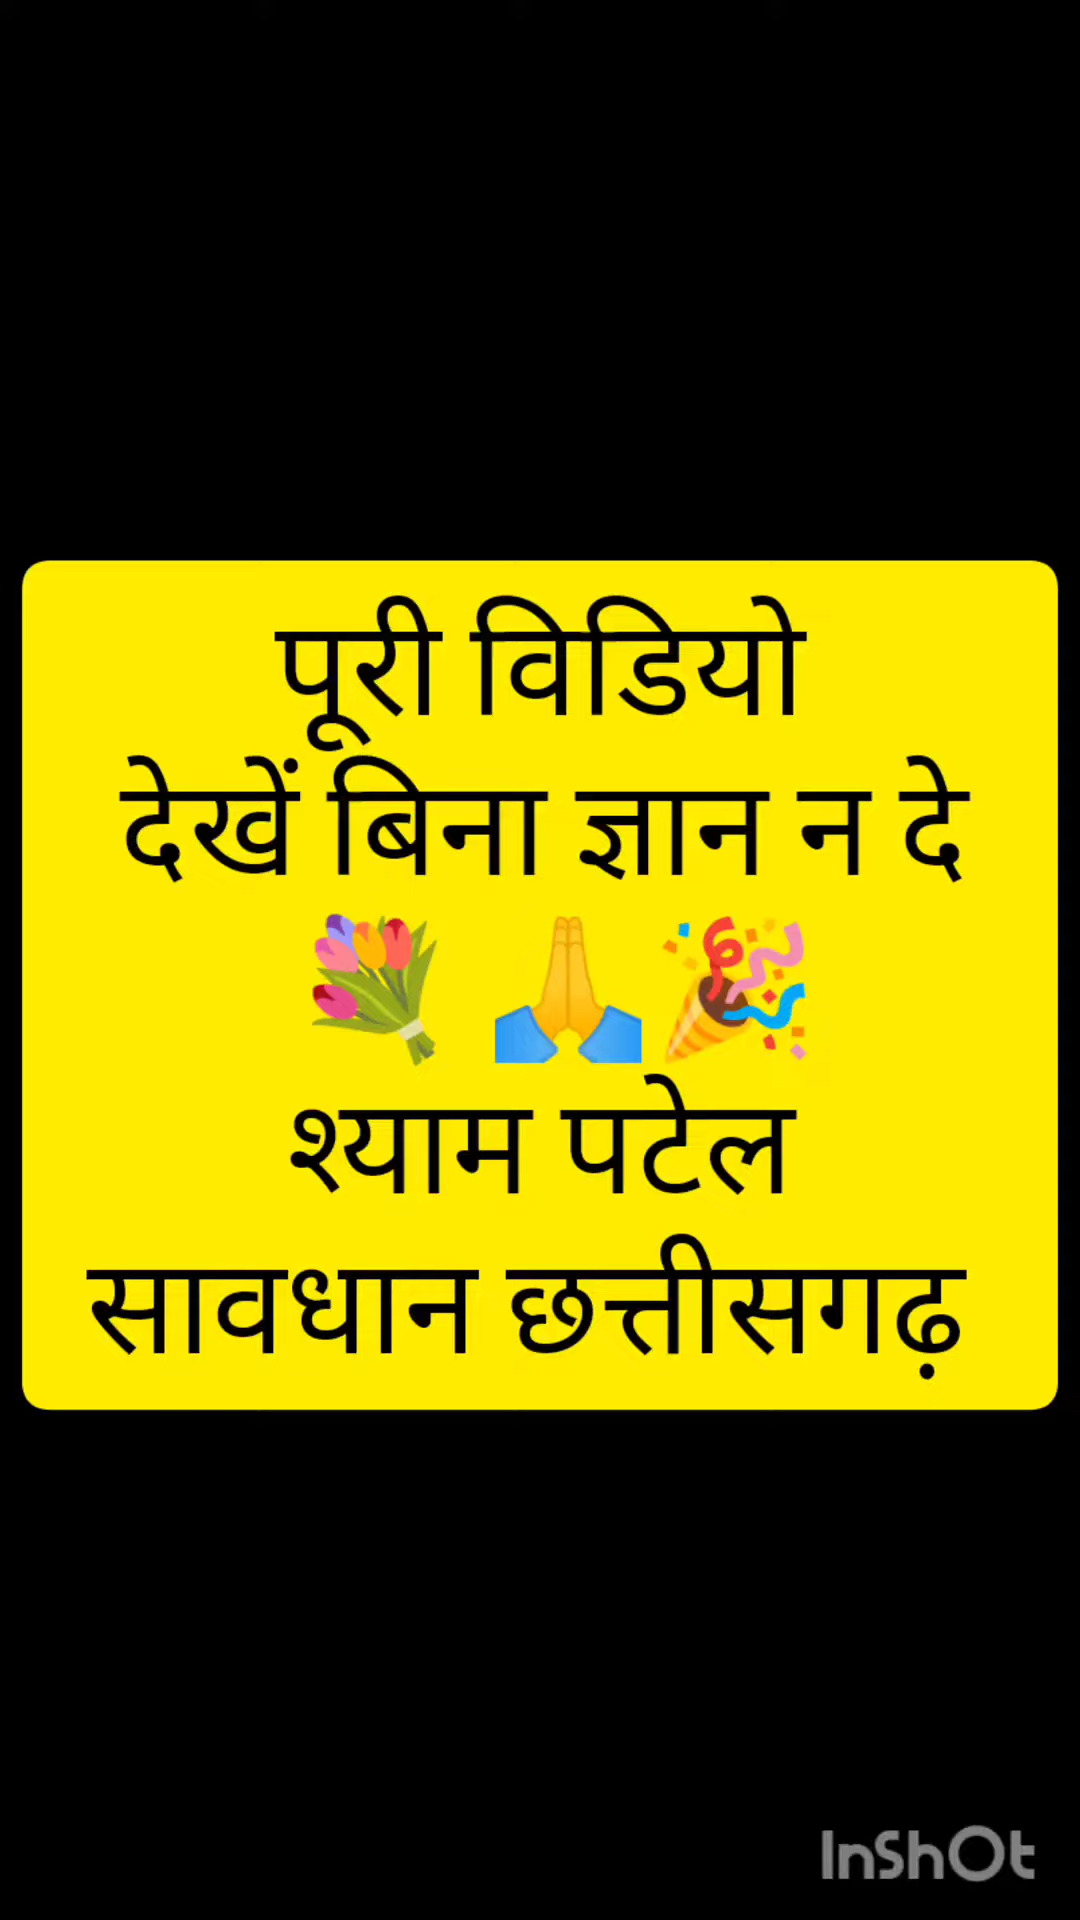 पूरी विडियो
देखें बिना ज्ञान न दे
💐 🙏🎉
श्याम पटेल
सावधान छत्तीसगढ़
InShOt